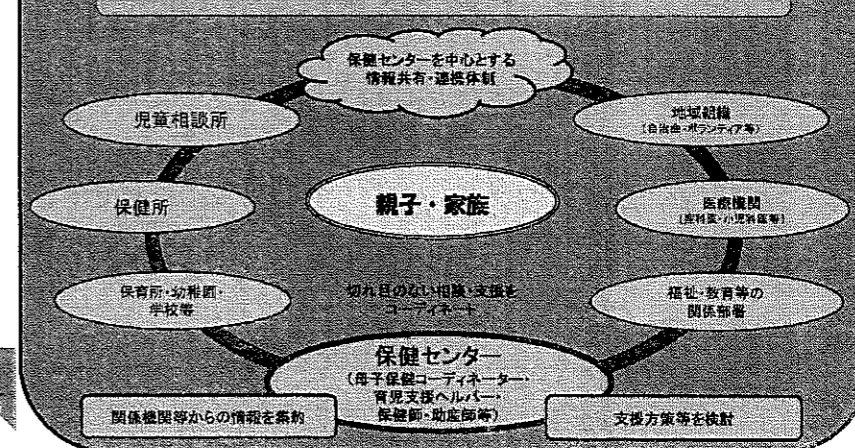 保健センターを中心とする
情報共有・連携体制
児童相談所
地域組織
(自治会・ボランティア等)
保健所
親子・家族
医療機関
(産科医・小児科医等)
保育所・幼稚園・
学校等
切れ目のない相談・支援を
コーディネート
福祉・教育等の
関係部署
保健センター
(母子保健コーディネーター・
育児支援ヘルパー・
保健師・助産師等)
関係機関等からの情報を集約
支援方策等を検討